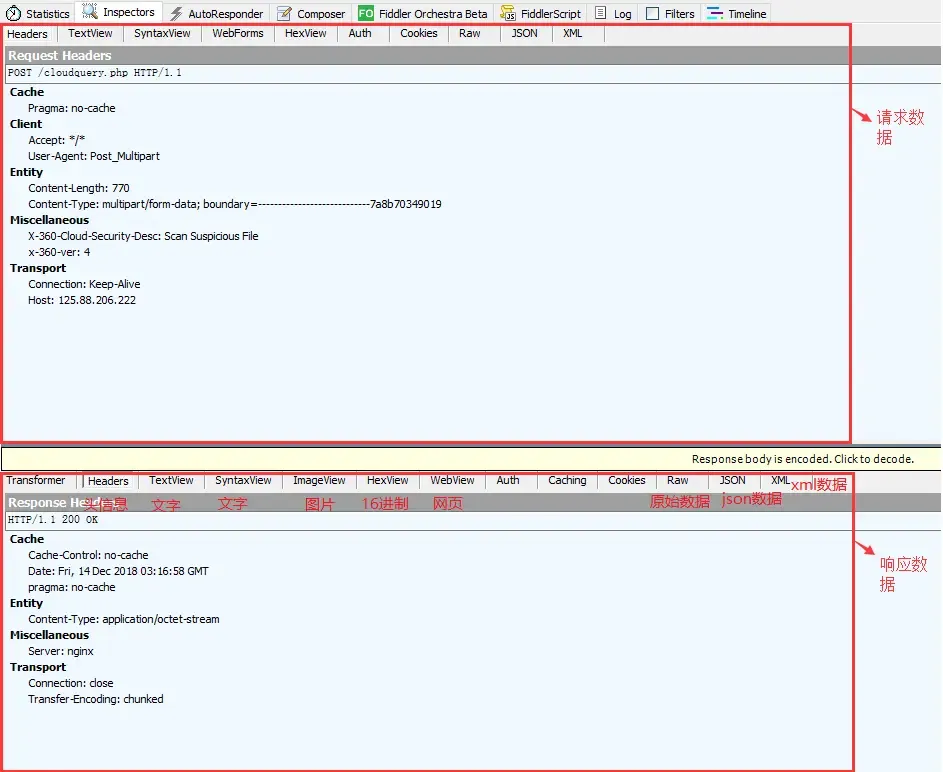 Statistics Inspectors AutoResponder Composer FO Fiddler Orchestra Beta FiddlerScript Log Filters Timeline
Headers TextView SyntaxView WebForms HexView Auth Cookies Raw JSON XML
Request Headers
POST /cloudquery.php HTTP/1.1
Cache
Pragma: no-cache
Client
Accept: */*
User-Agent: Post_Multipart
Entity
Content-Length: 770
Content-Type: multipart/form-data; boundary=----------------------------7a8b70349019
Miscellaneous
X-360-Cloud-Security-Desc: Scan Suspicious File
x-360-ver: 4
Transport
Connection: Keep-Alive
Host: 125.88.206.222
请求数
据
Response body is encoded. Click to decode.
Transformer Headers TextView SyntaxView ImageView HexView WebView Auth Caching Cookies Raw JSON XML
xml数据
Response Headers
头信息 文字 文字 图片 16进制 网页 原始数据 json数据
HTTP/1.1 200 OK
Cache
Cache-Control: no-cache
Date: Fri, 14 Dec 2018 03:16:58 GMT
pragma: no-cache
Entity
Content-Type: application/octet-stream
Miscellaneous
Server: nginx
Transport
Connection: close
Transfer-Encoding: chunked
响应数
据